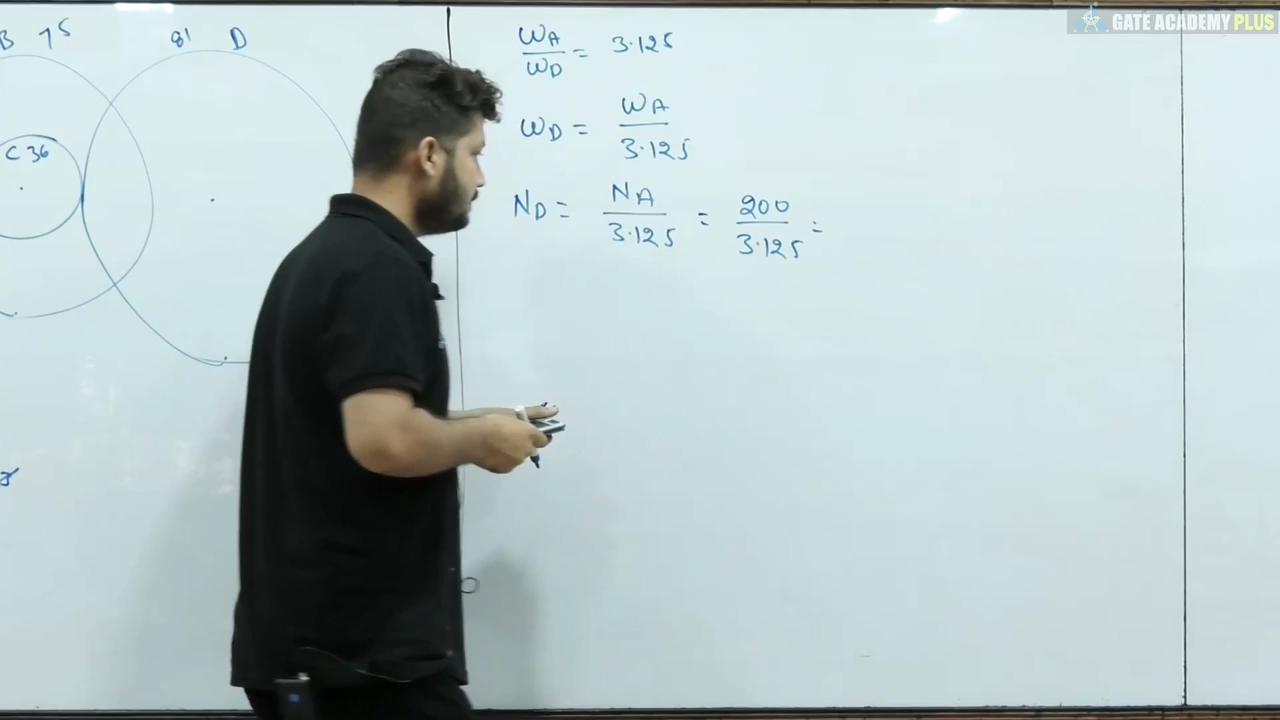 GATE ACADEMY PLUS
B 75
81 D
C 36
ωA/ωD = 3.125
ωD = ωA/3.125
ND = NA/3.125 = 200/3.125 =